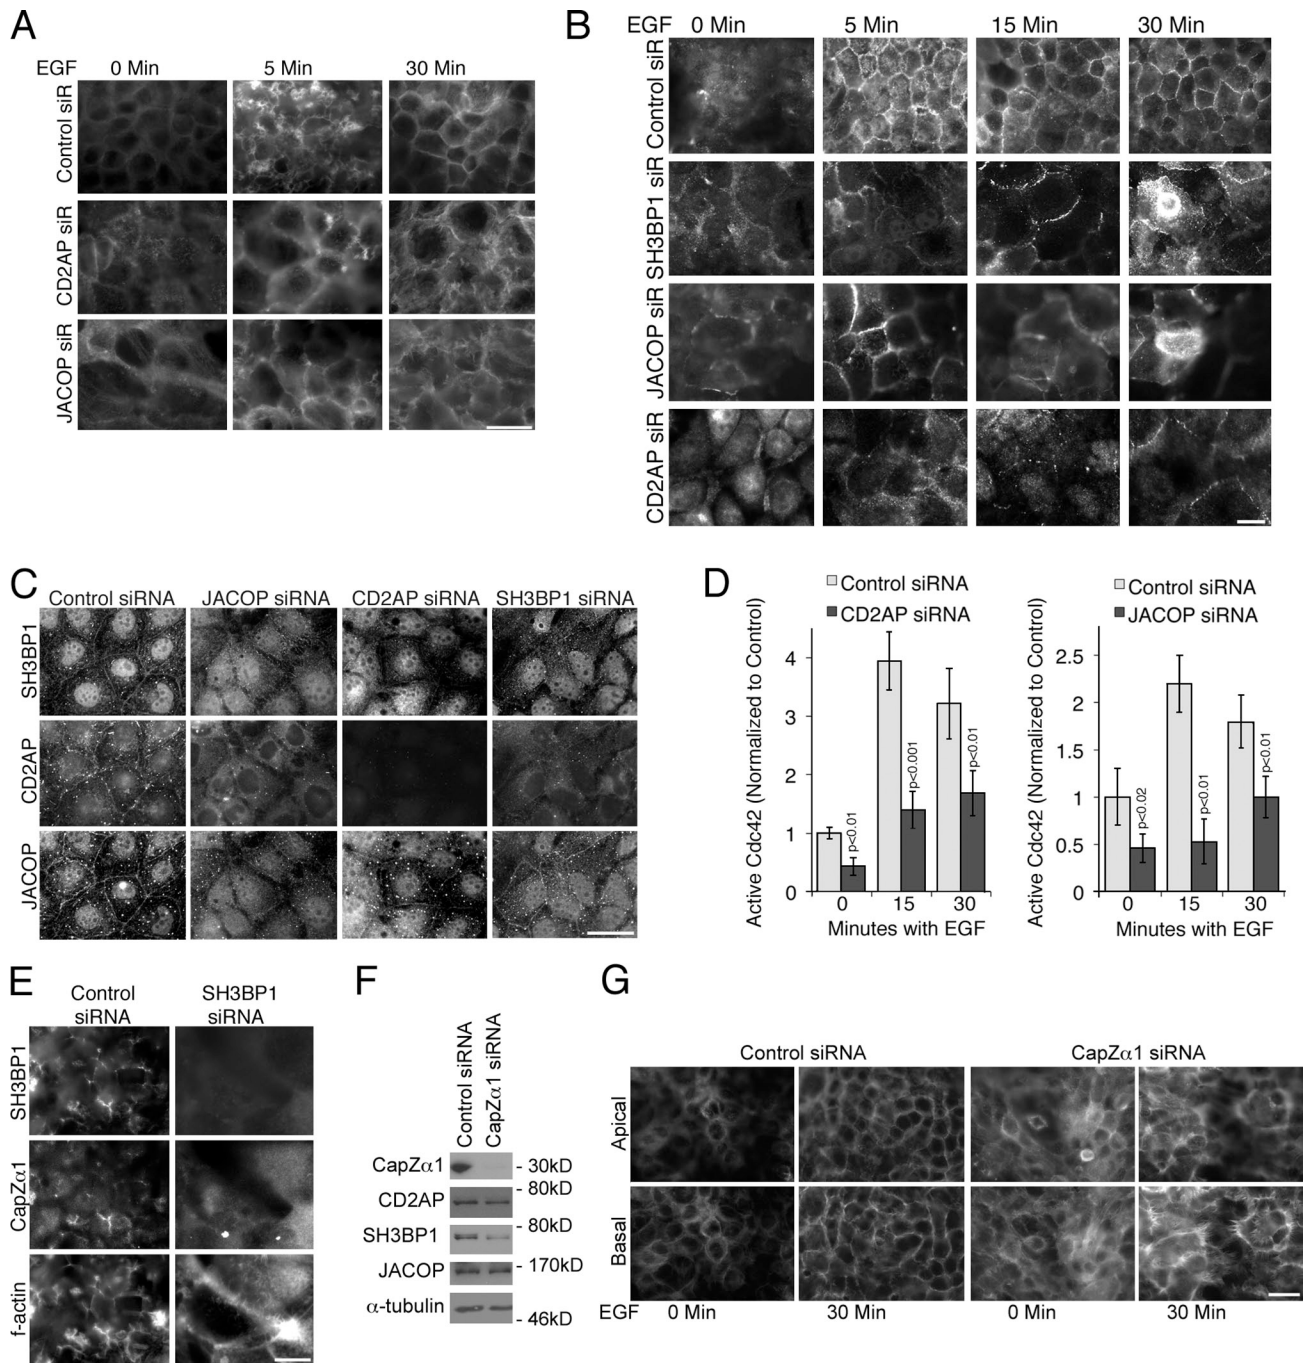 A
EGF 0 Min 5 Min 30 Min
Control siR
CD2AP siR
JACOP siR
B
EGF 0 Min 5 Min 15 Min 30 Min
Control siR
SH3BP1 siR
JACOP siR
CD2AP siR
C
Control siRNA JACOP siRNA CD2AP siRNA SH3BP1 siRNA
SH3BP1
CD2AP
JACOP
D
Control siRNA
CD2AP siRNA
Active Cdc42 (Normalized to Control)
4
3
2
1
0
p<0.01
p<0.001
p<0.01
0 15 30
Minutes with EGF
Control siRNA
JACOP siRNA
Active Cdc42 (Normalized to Control)
2.5
2
1.5
1
0.5
0
p<0.02
p<0.01
p<0.01
0 15 30
Minutes with EGF
E
Control siRNA
SH3BP1 siRNA
SH3BP1
CapZα1
f-actin
F
Control siRNA
CapZα1 siRNA
CapZα1 - 30kD
- 80kD
CD2AP
- 80kD
SH3BP1
- 170kD
JACOP
α-tubulin
- 46kD
G
Control siRNA CapZα1 siRNA
Apical
Basal
EGF 0 Min 30 Min 0 Min 30 Min